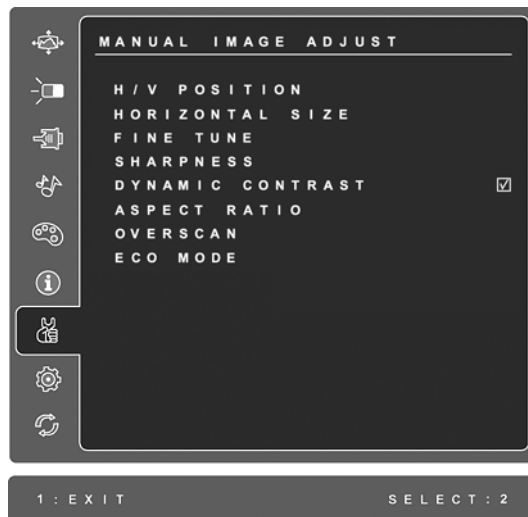 MANUAL IMAGE ADJUST
H/V POSITION
HORIZONTAL SIZE
FINE TUNE
SHARPNESS
DYNAMIC CONTRAST
ASPECT RATIO
OVERSCAN
ECO MODE
1:EXIT SELECT:2